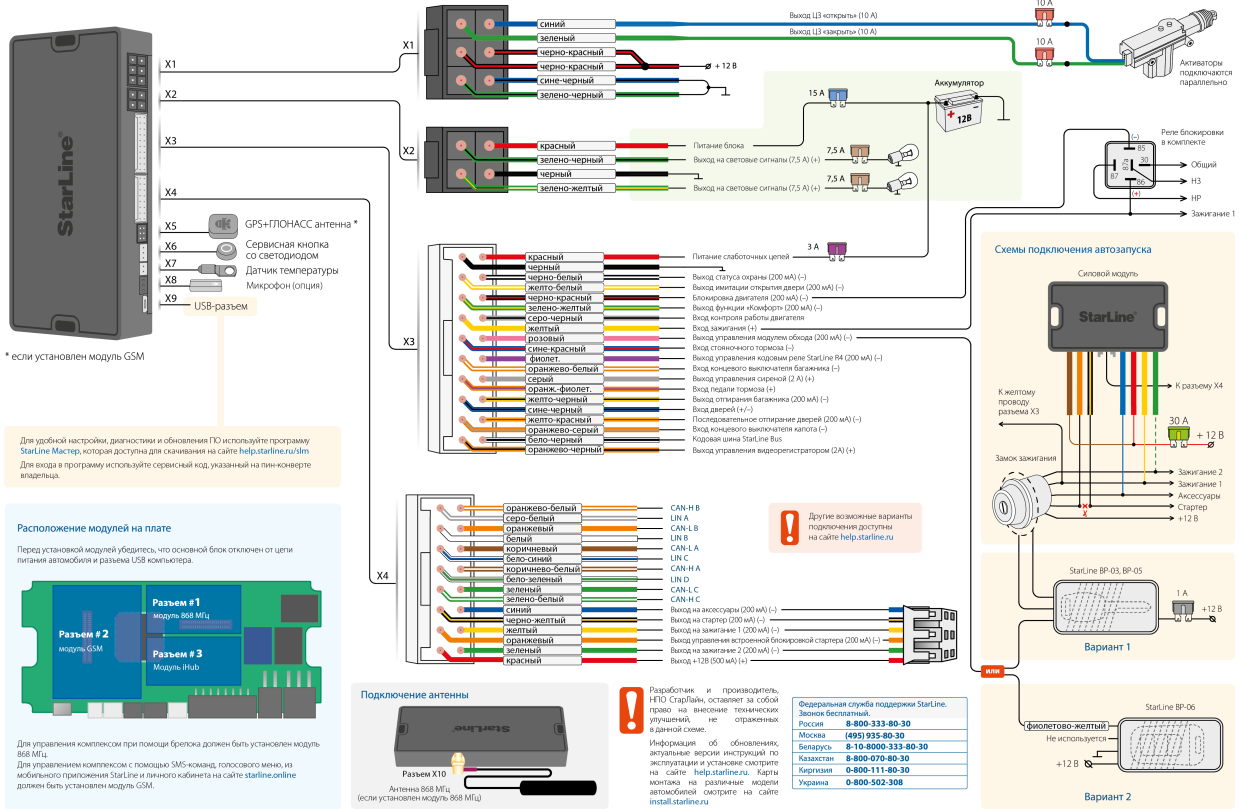 StarLine
X1
X2
X3
X4
X5
X6
X7
X8
X9
GPS+ГЛОНАСС антенна *
Сервисная кнопка
со светодиодом
Датчик температуры
Микрофон (опция)
USB-разъем
* если установлен модуль GSM
Для удобной настройки, диагностики и обновления ПО используйте программу
StarLine Мастер, которая доступна для скачивания на сайте help.starline.ru/slm
Для входа в программу используйте сервисный код, указанный на пин-конверте
владельца.
Расположение модулей на плате
Перед установкой модулей убедитесь, что основной блок отключен от цепи
питания автомобиля и разъема USB компьютера.
Разъем #1
модуль 868 МГц
Разъем # 2
модуль GSM
Разъем # 3
Модуль iHub
Для управления комплексом при помощи брелока должен быть установлен модуль
868 МГц.
Для управления комплексом с помощью SMS-команд, голосового меню, из
мобильного приложения StarLine и личного кабинета на сайте starline.online
должен быть установлен модуль GSM.
X1
синий
зеленый
черно-красный
черно-красный
сине-черный
зелено-черный
+ 12 В
Выход ЦЗ «открыть» (10 А)
Выход ЦЗ «закрыть» (10 А)
10 А
10 А
Активаторы
подключаются
параллельно
X2
красный
зелено-черный
черный
зелено-желтый
Питание блока
Выход на световые сигналы (7,5 А) (+)
Выход на световые сигналы (7,5 А) (+)
15 А
7,5 А
7,5 А
Аккумулятор
12В
Реле блокировки
в комплекте
(–)
85
87a
30
87
86
(+)
Общий
НЗ
НР
Зажигание 1
X3
3 А
красный Питание слаботочных цепей
черный
черно-белый Выход статуса охраны (200 мА) (–)
желто-белый Выход имитации открытия двери (200 мА) (–)
черно-красный Блокировка двигателя (200 мА) (–)
зелено-желтый Выход функции «Комфорт» (200 мА) (–)
серо-черный Вход контроля работы двигателя
желтый Вход зажигания (+)
розовый Выход управления модулем обхода (200 мА) (–)
сине-красный Вход стояночного тормоза (–)
фиолет. Выход управления кодовым реле StarLine R4 (200 мА) (–)
оранжево-белый Вход концевого выключателя багажника (–)
серый Выход управления сиреной (2 А) (+)
оранж.-фиолет. Вход педали тормоза (+)
желто-черный Выход отпирания багажника (200 мА) (–)
сине-черный Вход дверей (+/–)
желто-красный Последовательное отпирание дверей (200 мА) (–)
оранжево-серый Вход концевого выключателя капота (–)
бело-черный Кодовая шина StarLine Bus
оранжево-черный Выход управления видеорегистратором (2А) (+)
X4
оранжево-белый CAN-H B
серо-белый LIN A
оранжевый CAN-L B
белый LIN B
коричневый CAN-L A
бело-синий LIN C
коричнево-белый CAN-H A
бело-зеленый LIN D
зеленый CAN-L C
зелено-белый CAN-H C
синий Выход на аксессуары (200 мА) (–)
черно-желтый Выход на стартер (200 мА) (–)
желтый Выход на зажигание 1 (200 мА) (–)
оранжевый Выход управления встроенной блокировкой стартера (200 мА) (–)
зеленый Выход на зажигание 2 (200 мА) (–)
красный Выход +12В (500 мА) (+)
Другие возможные варианты
подключения доступны
на сайте help.starline.ru
Схемы подключения автозапуска
Силовой модуль
StarLine
К разъему X4
К желтому
проводу
разъема X3
30 А
+ 12 В
Замок зажигания
Зажигание 2
Зажигание 1
Аксессуары
Стартер
+12 В
StarLine BP-03, BP-05
1 А
+12 В
Вариант 1
или
StarLine BP-06
фиолетово-желтый
Не используется
+12 В
Вариант 2
Подключение антенны
StarLine
Разъем X10
Антенна 868 МГц
(если установлен модуль 868 МГц)
Разработчик и производитель,
НПО СтарЛайн, оставляет за собой
право на внесение технических
улучшений, не отраженных
в данной схеме.
Информация об обновлениях,
актуальные версии инструкций по
эксплуатации и установке смотрите
на сайте help.starline.ru. Карты
монтажа на различные модели
автомобилей смотрите на сайте
install.starline.ru
Федеральная служба поддержки StarLine.
Звонок бесплатный.
Россия 8-800-333-80-30
Москва (495) 935-80-30
Беларусь 8-10-8000-333-80-30
Казахстан 8-800-070-80-30
Киргизия 0-800-111-80-30
Украина 0-800-502-308